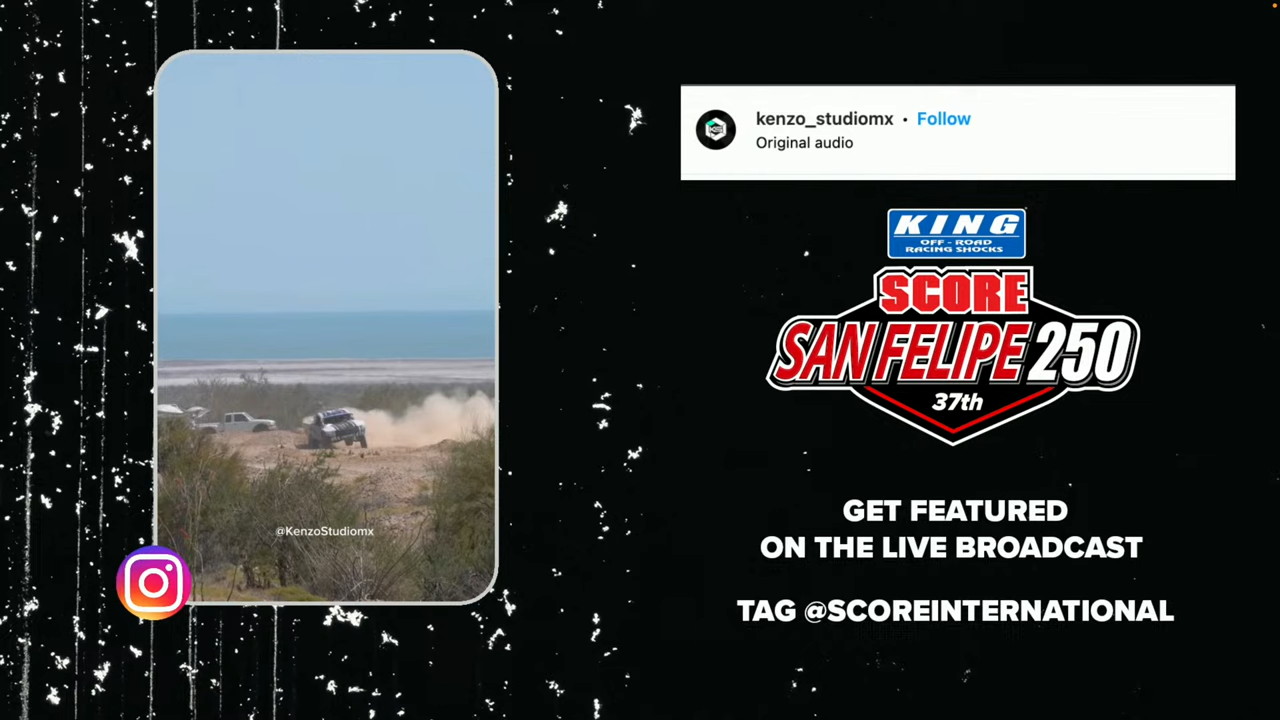 kenzo_studiomx • Follow
Original audio
KING
OFF-ROAD
RACING SHOCKS
SCORE
SAN FELIPE 250
37th
@KenzoStudiomx
GET FEATURED
ON THE LIVE BROADCAST
TAG @SCOREINTERNATIONAL